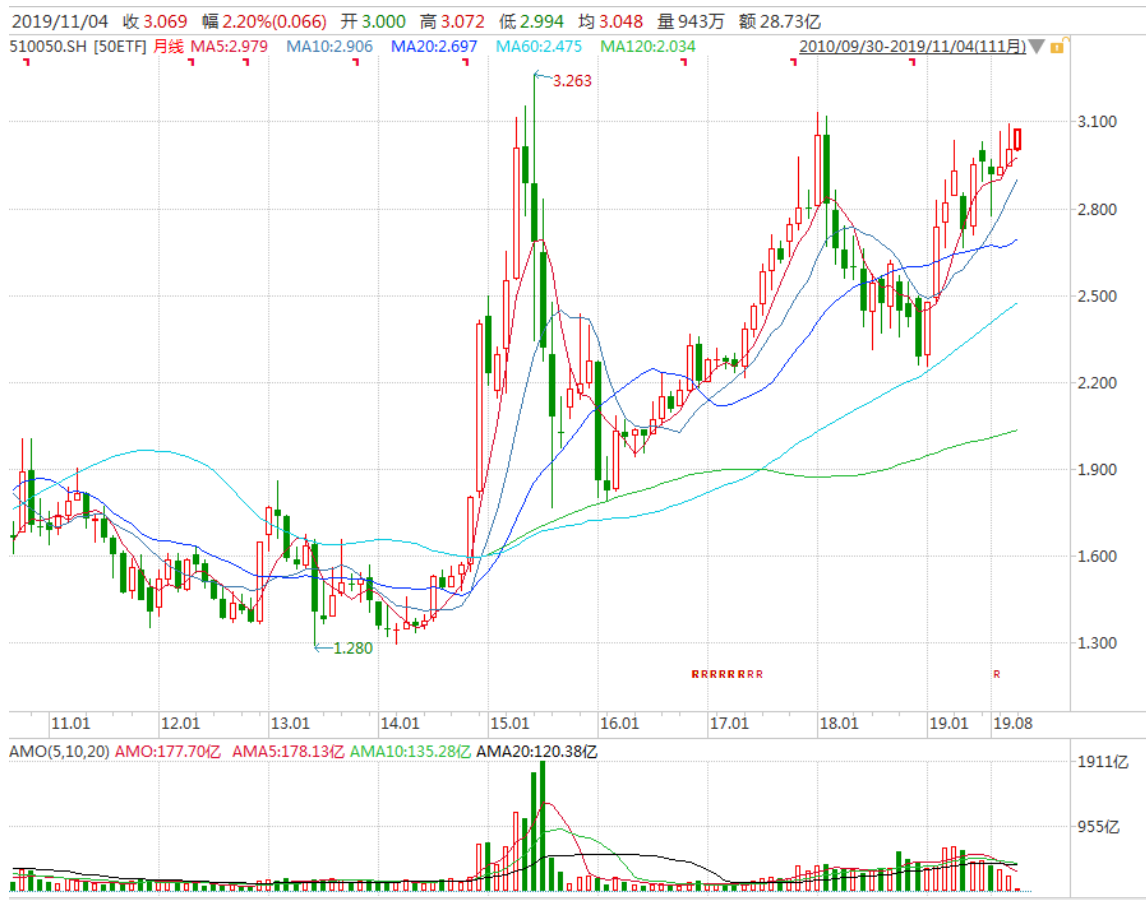 2019/11/04 收 3.069 幅 2.20%(0.066) 开 3.000 高 3.072 低 2.994 均 3.048 量 943万 额 28.73亿
510050.SH [50ETF] 月线 MA5:2.979 MA10:2.906 MA20:2.697 MA60:2.475 MA120:2.034 2010/09/30-2019/11/04(111月)
3.263
3.100
2.800
2.500
2.200
1.900
1.600
1.300
1.280
R R R R R R R R R
11.01 12.01 13.01 14.01 15.01 16.01 17.01 18.01 19.01 19.08
AMO(5,10,20) AMO:177.70亿 AMA5:178.13亿 AMA10:135.28亿 AMA20:120.38亿
1911亿
955亿